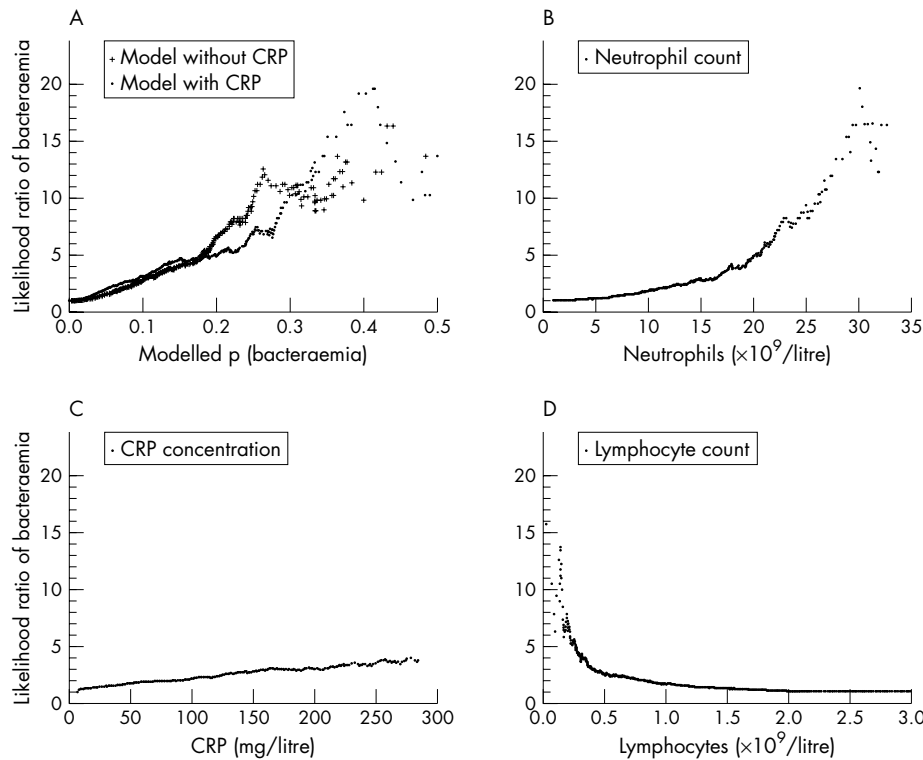 A
+ Model without CRP
· Model with CRP
Likelihood ratio of bacteraemia
20
15
10
5
0
0.0 0.1 0.2 0.3 0.4 0.5
Modelled p (bacteraemia)
B
· Neutrophil count
20
15
10
5
0
0 5 10 15 20 25 30 35
Neutrophils (×10⁹/litre)
C
· CRP concentration
Likelihood ratio of bacteraemia
20
15
10
5
0
0 50 100 150 200 250 300
CRP (mg/litre)
D
· Lymphocyte count
20
15
10
5
0
0.0 0.5 1.0 1.5 2.0 2.5 3.0
Lymphocytes (×10⁹/litre)